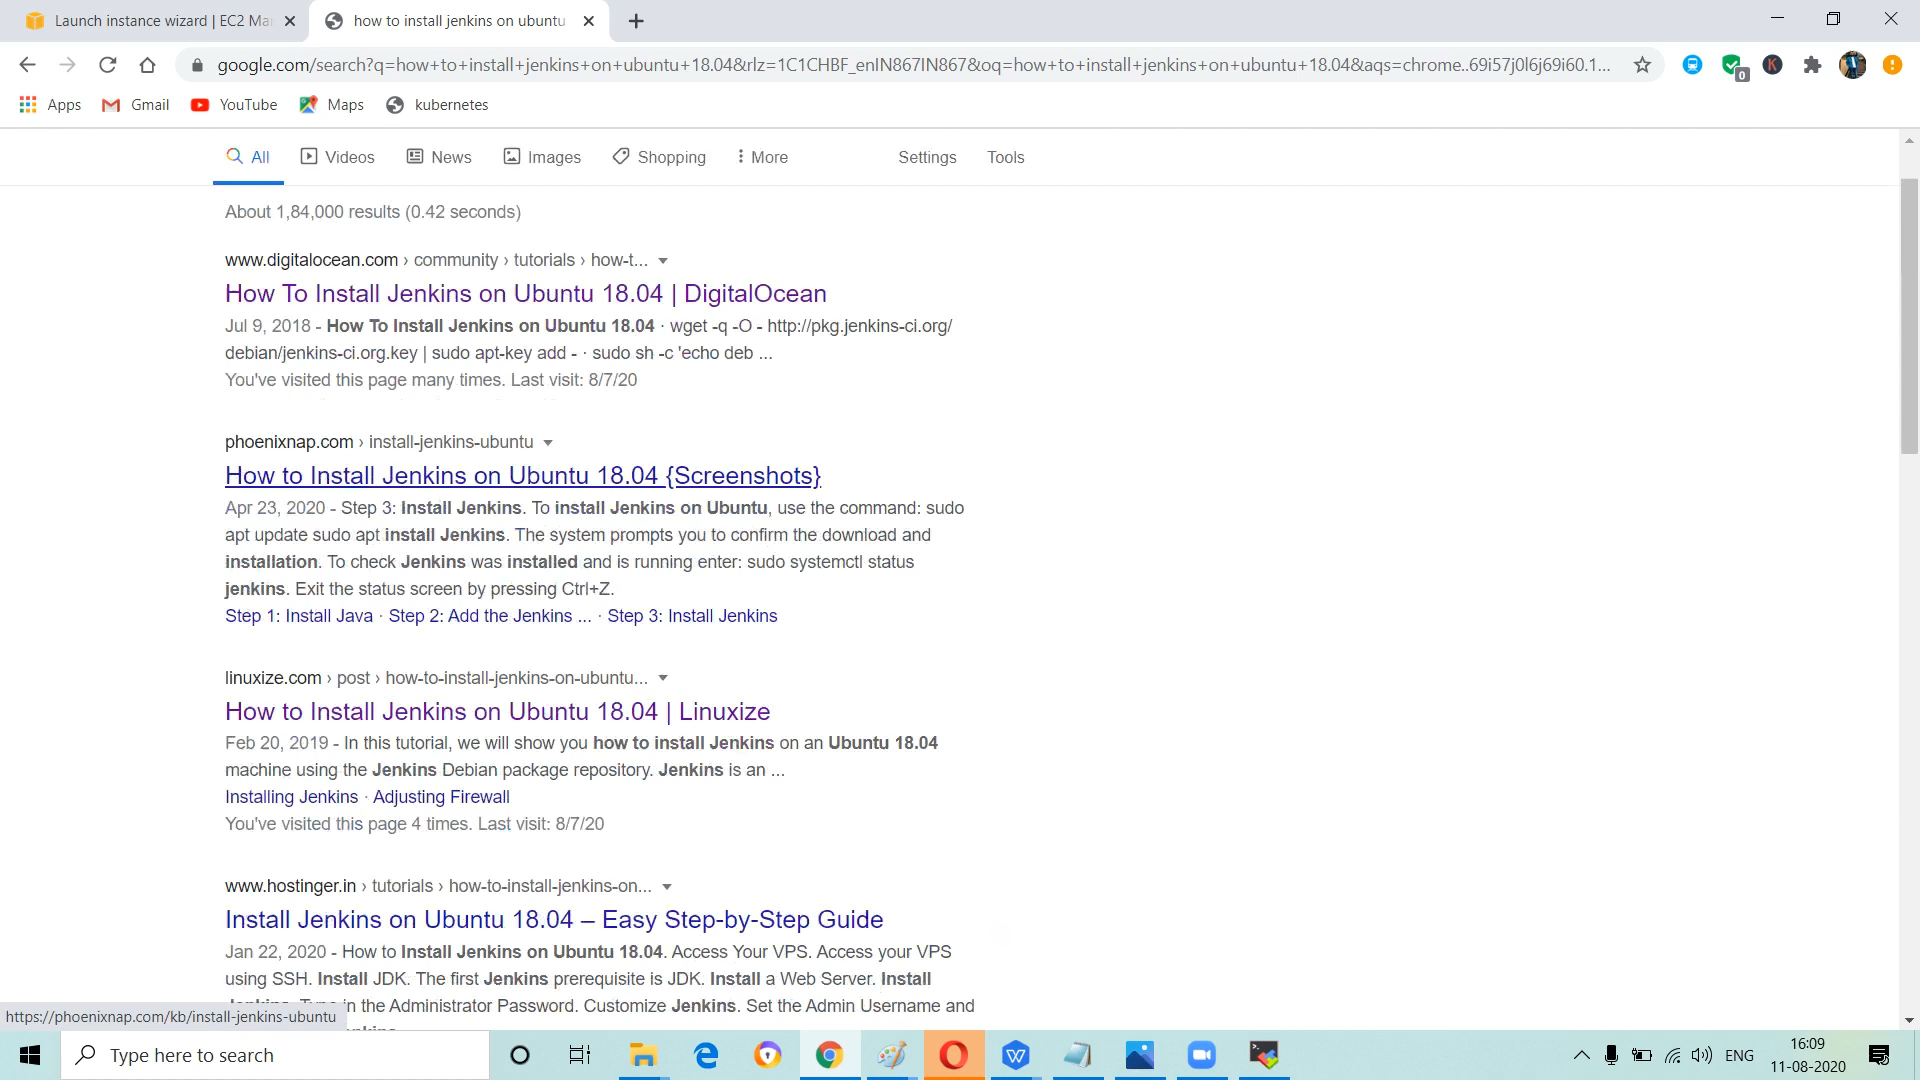 Launch instance wizard | EC2 Ma
how to install jenkins on ubuntu
google.com/search?q=how+to+install+jenkins+on+ubuntu+18.04&rlz=1C1CHBF_enIN867IN867&oq=how+to+install+jenkins+on+ubuntu+18.04&aqs=chrome..69i57j0l6j69i60.1...
0
K
Apps
Gmail
YouTube
Maps
kubernetes
All
Videos
News
Images
Shopping
More
Settings
Tools
About 1,84,000 results (0.42 seconds)
www.digitalocean.com › community › tutorials › how-t...
How To Install Jenkins on Ubuntu 18.04 | DigitalOcean
Jul 9, 2018 - How To Install Jenkins on Ubuntu 18.04 · wget -q -O - http://pkg.jenkins-ci.org/
debian/jenkins-ci.org.key | sudo apt-key add - · sudo sh -c 'echo deb ...
You've visited this page many times. Last visit: 8/7/20
phoenixnap.com › install-jenkins-ubuntu
How to Install Jenkins on Ubuntu 18.04 {Screenshots}
Apr 23, 2020 - Step 3: Install Jenkins. To install Jenkins on Ubuntu, use the command: sudo
apt update sudo apt install Jenkins. The system prompts you to confirm the download and
installation. To check Jenkins was installed and is running enter: sudo systemctl status
jenkins. Exit the status screen by pressing Ctrl+Z.
Step 1: Install Java · Step 2: Add the Jenkins ... · Step 3: Install Jenkins
linuxize.com › post › how-to-install-jenkins-on-ubuntu...
How to Install Jenkins on Ubuntu 18.04 | Linuxize
Feb 20, 2019 - In this tutorial, we will show you how to install Jenkins on an Ubuntu 18.04
machine using the Jenkins Debian package repository. Jenkins is an ...
Installing Jenkins · Adjusting Firewall
You've visited this page 4 times. Last visit: 8/7/20
www.hostinger.in › tutorials › how-to-install-jenkins-on...
Install Jenkins on Ubuntu 18.04 – Easy Step-by-Step Guide
Jan 22, 2020 - How to Install Jenkins on Ubuntu 18.04. Access Your VPS. Access your VPS
using SSH. Install JDK. The first Jenkins prerequisite is JDK. Install a Web Server. Install
in the Administrator Password. Customize Jenkins. Set the Admin Username and
https://phoenixnap.com/kb/install-jenkins-ubuntu
Type here to search
ENG
16:09
11-08-2020